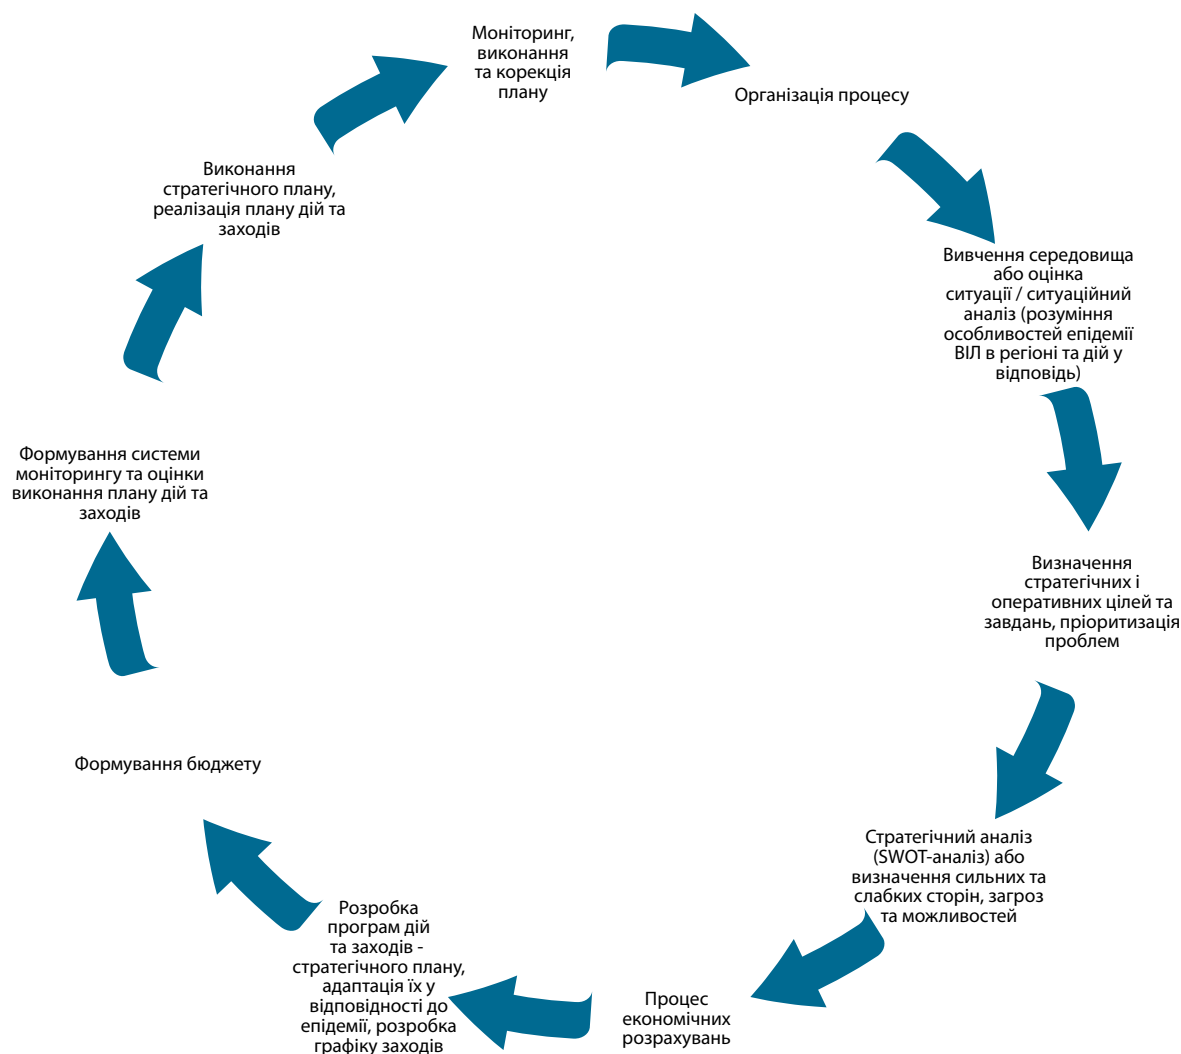 Моніторинг,
виконання
та корекція
плану
Організація процесу
Вивчення середовища
або оцінка
ситуації / ситуаційний
аналіз (розуміння
особливостей епідемії
ВІЛ в регіоні та дій у
відповідь)
Визначення
стратегічних і
оперативних цілей та
завдань, пріоритизація
проблем
Стратегічний аналіз
(SWOT-аналіз) або
визначення сильних та
слабких сторін, загроз
та можливостей
Процес
економічних
розрахувань
Розробка
програм дій
та заходів -
стратегічного плану,
адаптація їх у
відповідності до
епідемії, розробка
графіку заходів
Формування бюджету
Формування системи
моніторингу та оцінки
виконання плану дій та
заходів
Виконання
стратегічного плану,
реалізація плану дій та
заходів